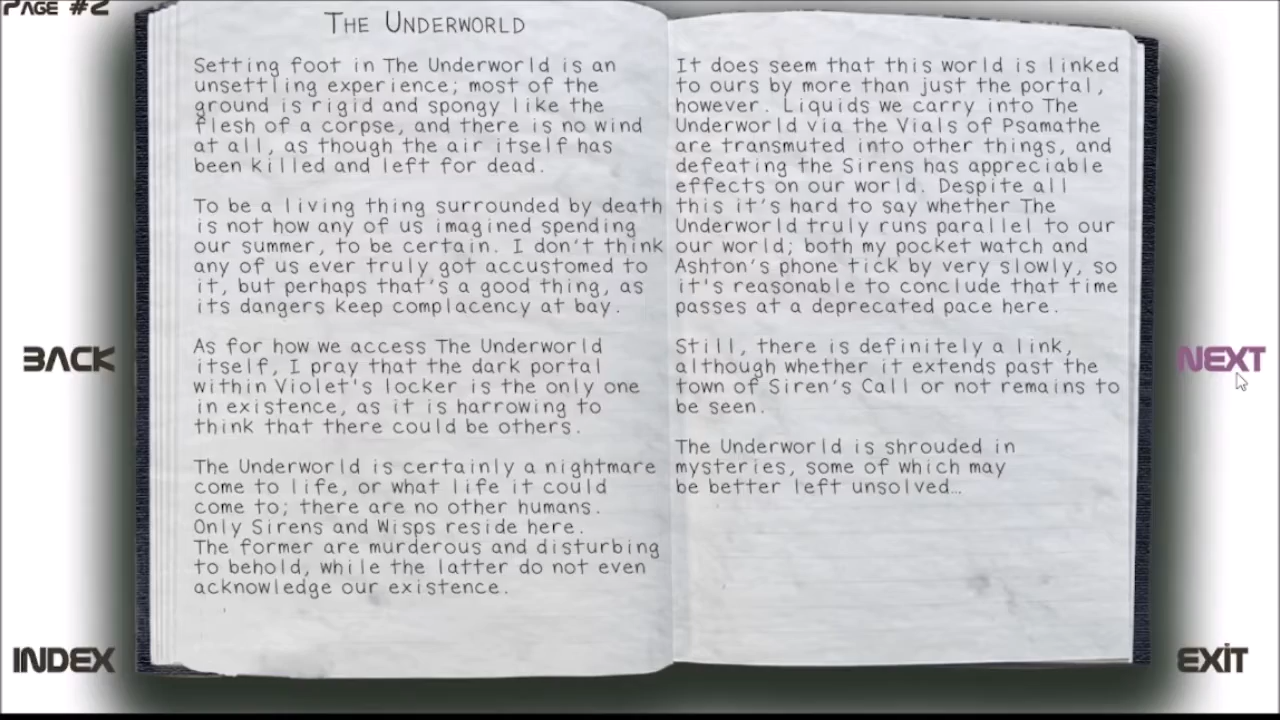 Page #2
The Underworld
Setting foot in The Underworld is an
unsettling experience; most of the
ground is rigid and spongy like the
flesh of a corpse, and there is no wind
at all, as though the air itself has
been killed and left for dead.
To be a living thing surrounded by death
is not how any of us imagined spending
our summer, to be certain. I don't think
any of us ever truly got accustomed to
it, but perhaps that's a good thing, as
its dangers keep complacency at bay.
As for how we access The Underworld
itself, I pray that the dark portal
within Violet's locker is the only one
in existence, as it is harrowing to
think that there could be others.
The Underworld is certainly a nightmare
come to life, or what life it could
come to; there are no other humans.
Only Sirens and Wisps reside here.
The former are murderous and disturbing
to behold, while the latter do not even
acknowledge our existence.
It does seem that this world is linked
to ours by more than just the portal,
however. Liquids we carry into The
Underworld via the Vials of Psamathe
are transmuted into other things, and
defeating the Sirens has appreciable
effects on our world. Despite all
this it's hard to say whether The
Underworld truly runs parallel to our
our world; both my pocket watch and
Ashton's phone tick by very slowly, so
it's reasonable to conclude that time
passes at a deprecated pace here.
Still, there is definitely a link,
although whether it extends past the
town of Siren's Call or not remains to
be seen.
The Underworld is shrouded in
mysteries, some of which may
be better left unsolved…
BACK
NEXT
INDEX
EXIT